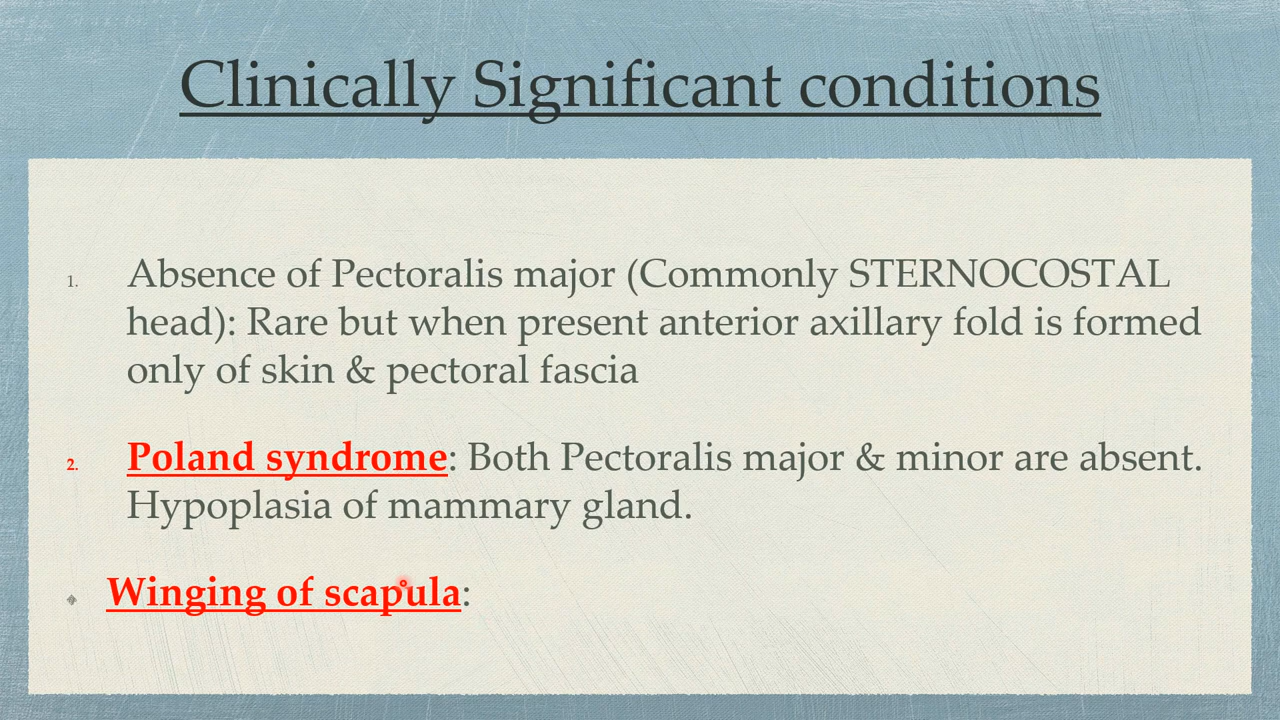 Clinically Significant conditions
1. Absence of Pectoralis major (Commonly STERNOCOSTAL
head): Rare but when present anterior axillary fold is formed
only of skin & pectoral fascia
2. Poland syndrome: Both Pectoralis major & minor are absent.
Hypoplasia of mammary gland.
Winging of scapula: